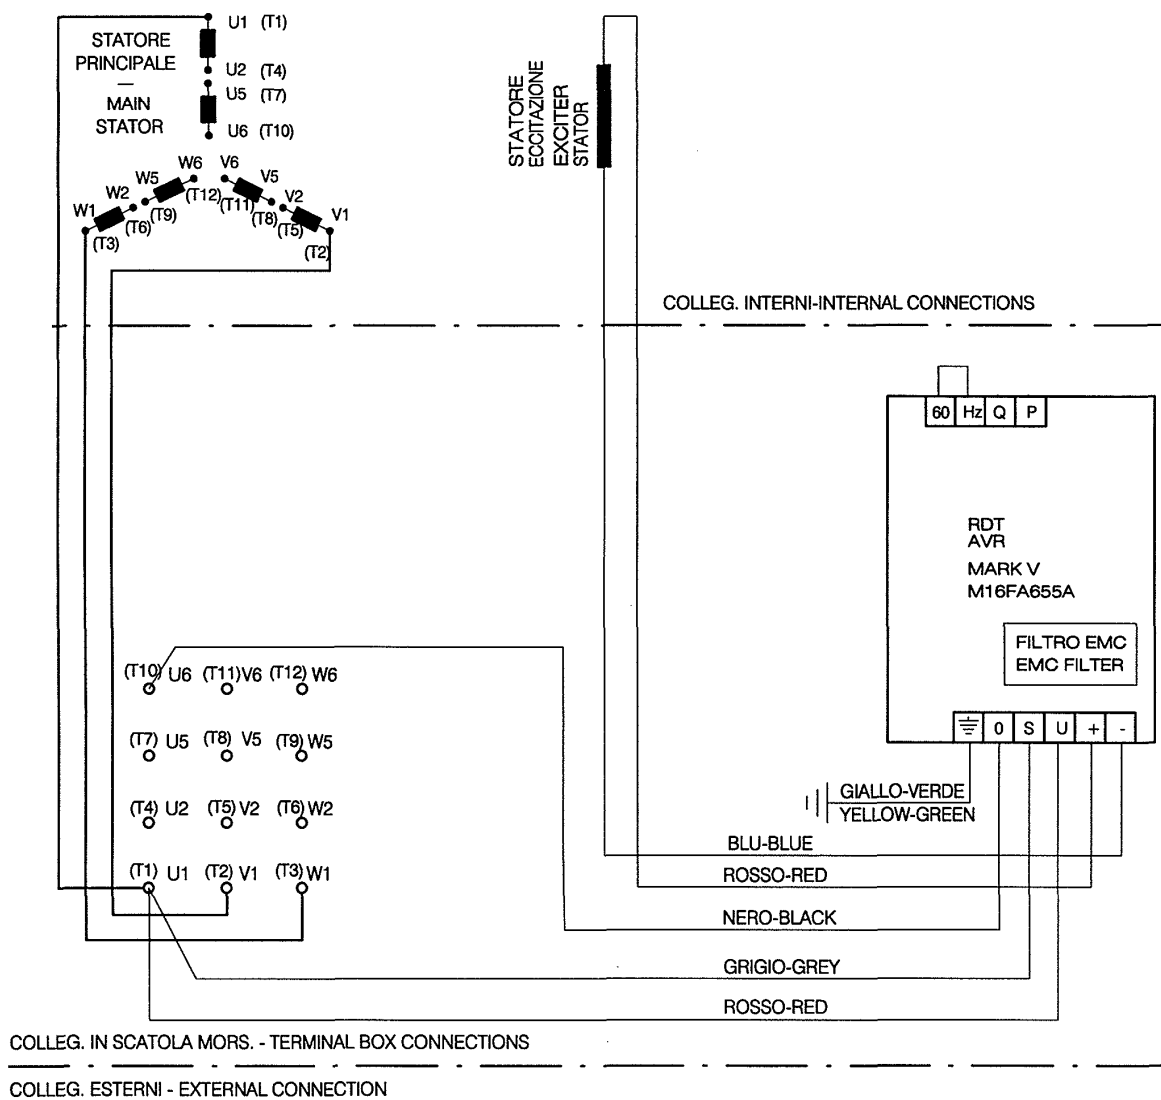 U1 (T1)
STATORE
PRINCIPALE
—
MAIN
STATOR
U2 (T4)
U5 (T7)
U6 (T10)
W6 V6
W5 (T12) (T11) V5
W2 (T9) (T8) V2
W1 (T6) (T5) V1
(T3) (T2)
STATORE
ECCITAZIONE
EXCITER
STATOR
COLLEG. INTERNI-INTERNAL CONNECTIONS
60 Hz Q P
RDT
AVR
MARK V
M16FA655A
FILTRO EMC
EMC FILTER
0 S U + -
(T10) U6 (T11) V6 (T12) W6
(T7) U5 (T8) V5 (T9) W5
(T4) U2 (T5) V2 (T6) W2
(T1) U1 (T2) V1 (T3) W1
GIALLO-VERDE
YELLOW-GREEN
BLU-BLUE
ROSSO-RED
NERO-BLACK
GRIGIO-GREY
ROSSO-RED
COLLEG. IN SCATOLA MORS. - TERMINAL BOX CONNECTIONS
COLLEG. ESTERNI - EXTERNAL CONNECTION